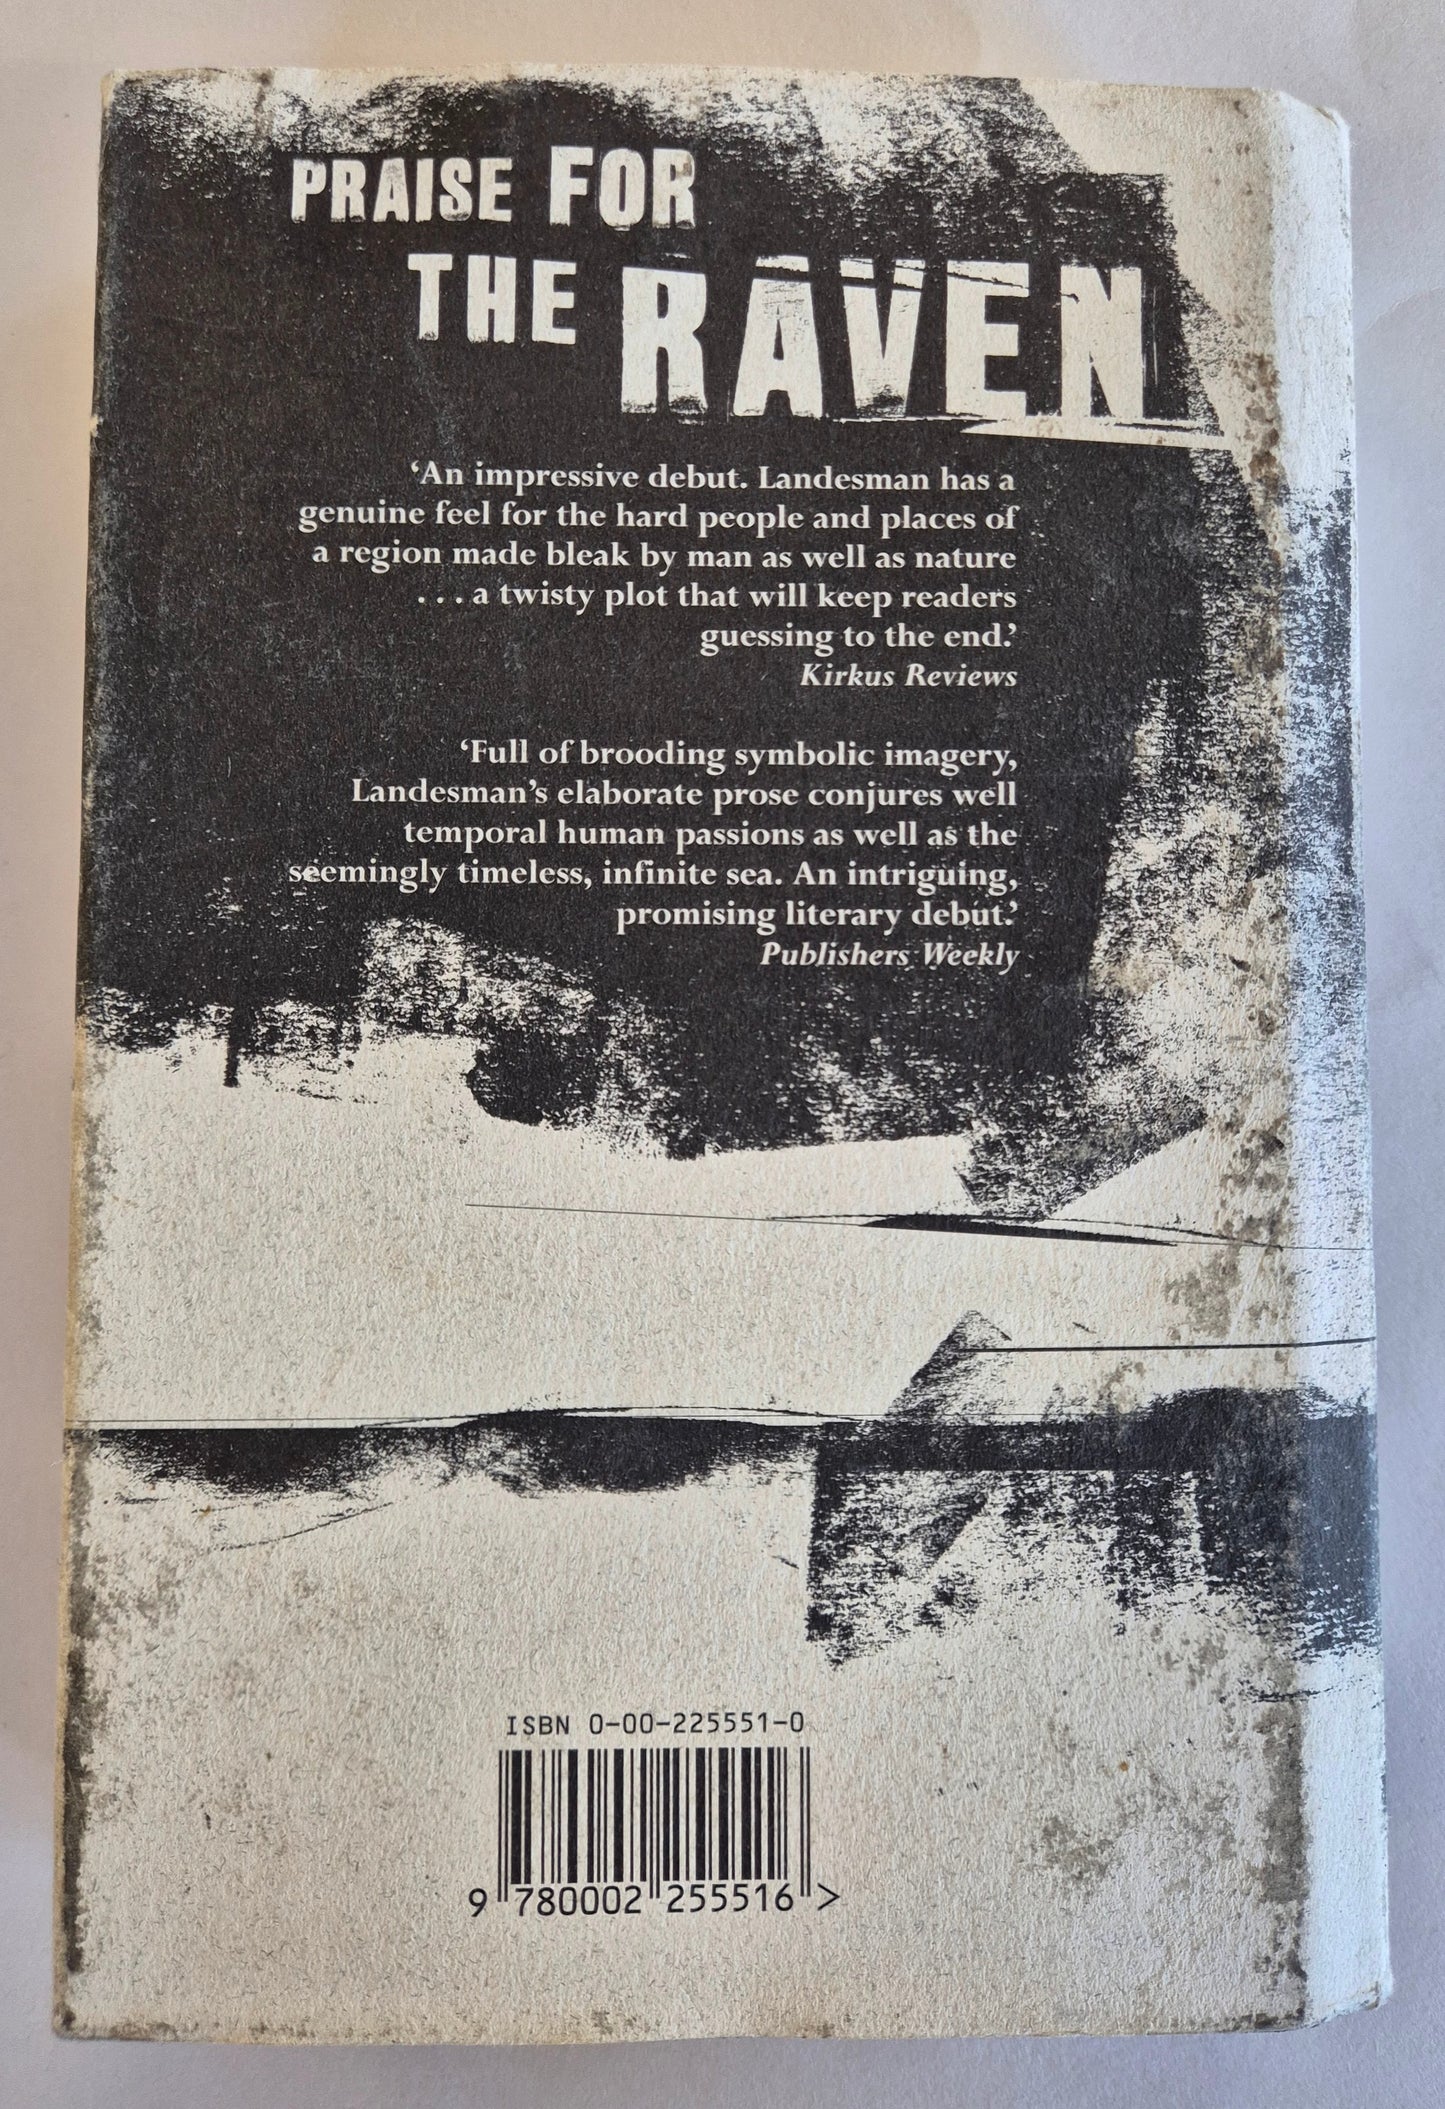 PRAISE FOR
THE RAVEN
‘An impressive debut. Landesman has a
genuine feel for the hard people and places of
a region made bleak by man as well as nature
. . . a twisty plot that will keep readers
guessing to the end.’
Kirkus Reviews
‘Full of brooding symbolic imagery,
Landesman’s elaborate prose conjures well
temporal human passions as well as the
seemingly timeless, infinite sea. An intriguing,
promising literary debut.’
Publishers Weekly
ISBN 0-00-225551-0
9 780002 255516 >